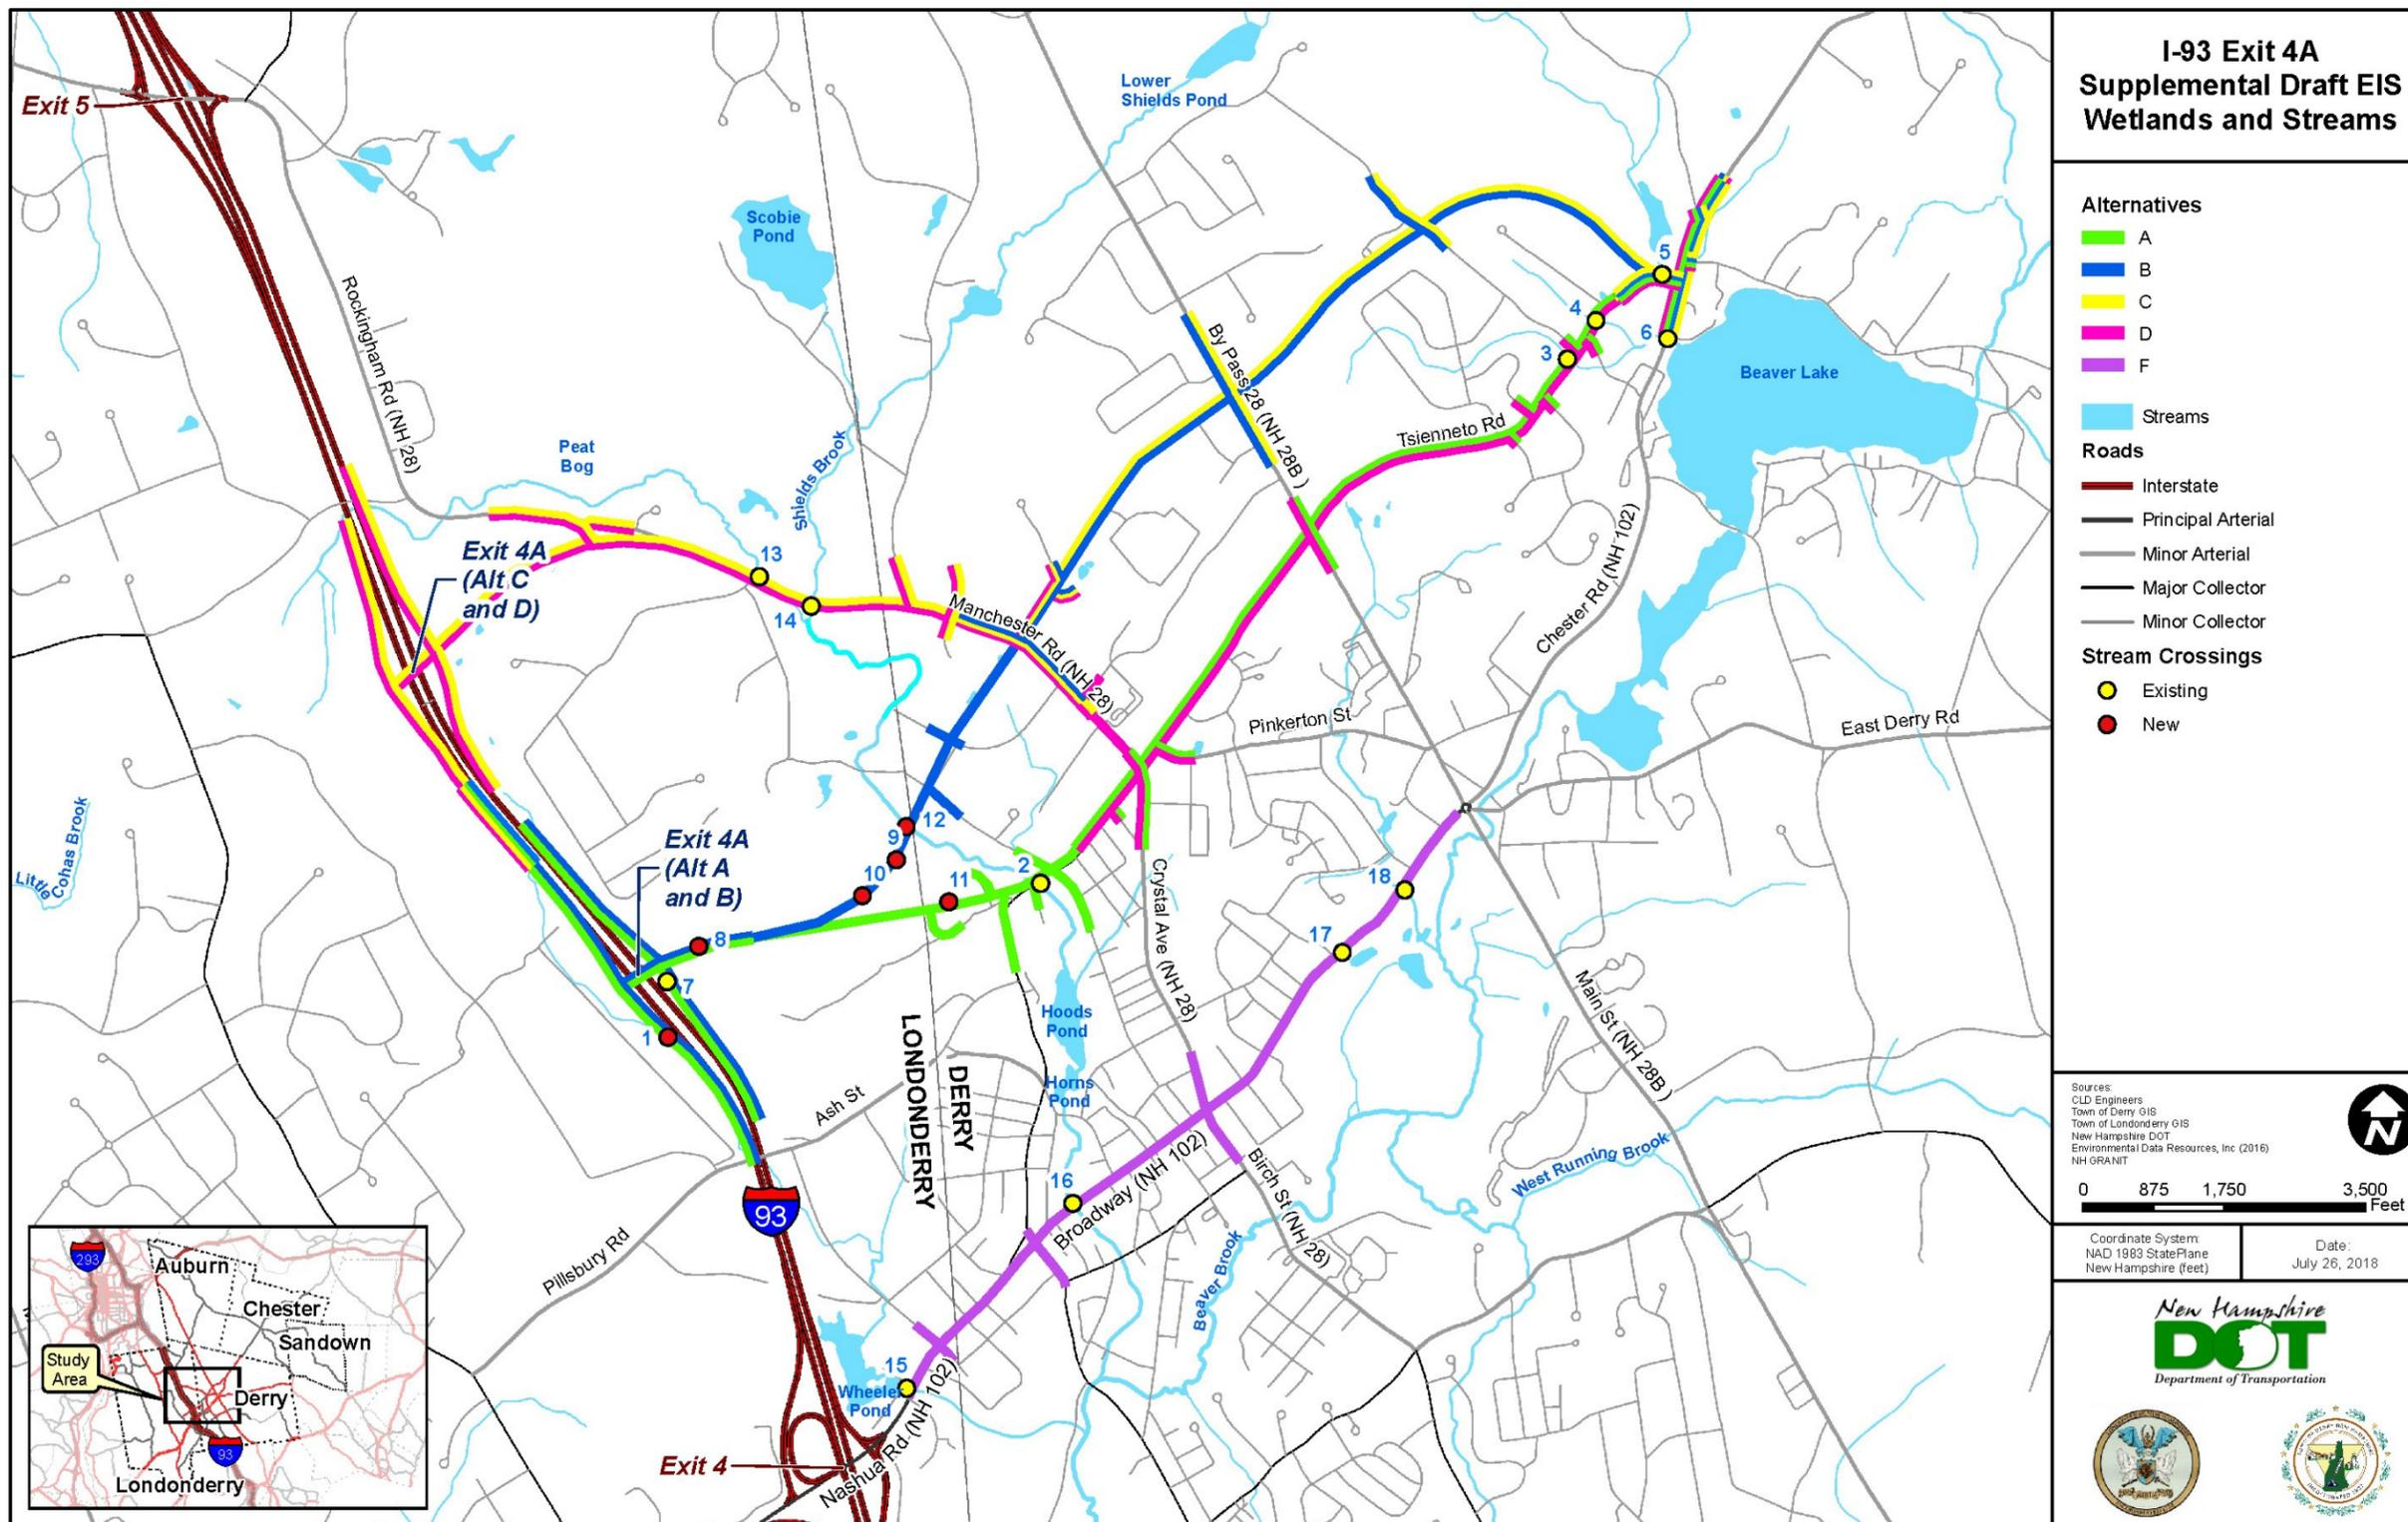 I-93 Exit 4A
Supplemental Draft EIS
Wetlands and Streams
Alternatives
A
B
C
D
F
Streams
Roads
Interstate
Principal Arterial
Minor Arterial
Major Collector
Minor Collector
Stream Crossings
Existing
New
Sources:
CLD Engineers
Town of Derry GIS
Town of Londonderry GIS
New Hampshire DOT
Environmental Data Resources, Inc (2016)
NH GRANIT
N
0 875 1,750 3,500
Feet
Coordinate System:
NAD 1983 StatePlane
New Hampshire (feet)
Date:
July 26, 2018
New Hampshire
DOT
Department of Transportation
Exit 5
Lower
Shields Pond
Scobie
Pond
Rockingham Rd (NH 28)
Peat
Bog
Shields Brook
By Pass 28 (NH 28B)
5
4
3
6
Beaver Lake
Tsienneto Rd
Chester Rd (NH 102)
Exit 4A
(Alt C
and D)
13
14
Manchester Rd (NH 28)
Pinkerton St
East Derry Rd
Little
Cohas Brook
Exit 4A
(Alt A
and B)
12
9
10
11
2
8
7
1
Crystal Ave (NH 28)
18
17
Main St (NH 28B)
LONDONDERRY
DERRY
Hoods
Pond
Horns
Pond
Ash St
93
16
Broadway (NH 102)
Birch St (NH 28)
West Running Brook
Beaver Brook
Pillsbury Rd
15
Wheeler
Pond
Exit 4
Nashua Rd (NH 102)
293
Auburn
Chester
Sandown
Study
Area
Derry
93
Londonderry